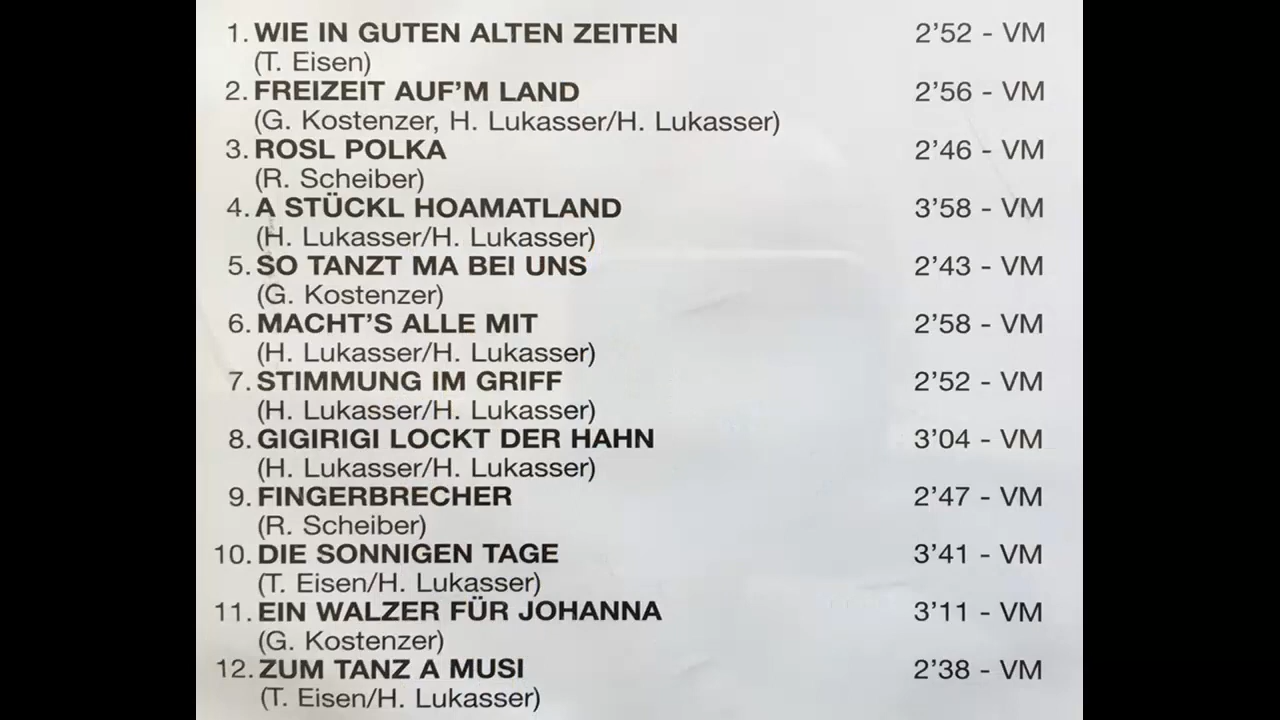 1. WIE IN GUTEN ALTEN ZEITEN 2’52 - VM
(T. Eisen)
2. FREIZEIT AUF’M LAND 2’56 - VM
(G. Kostenzer, H. Lukasser/H. Lukasser)
3. ROSL POLKA 2’46 - VM
(R. Scheiber)
4. A STÜCKL HOAMATLAND 3’58 - VM
(H. Lukasser/H. Lukasser)
5. SO TANZT MA BEI UNS 2’43 - VM
(G. Kostenzer)
6. MACHT’S ALLE MIT 2’58 - VM
(H. Lukasser/H. Lukasser)
7. STIMMUNG IM GRIFF 2’52 - VM
(H. Lukasser/H. Lukasser)
8. GIGIRIGI LOCKT DER HAHN 3’04 - VM
(H. Lukasser/H. Lukasser)
9. FINGERBRECHER 2’47 - VM
(R. Scheiber)
10. DIE SONNIGEN TAGE 3’41 - VM
(T. Eisen/H. Lukasser)
11. EIN WALZER FÜR JOHANNA 3’11 - VM
(G. Kostenzer)
12. ZUM TANZ A MUSI 2’38 - VM
(T. Eisen/H. Lukasser)